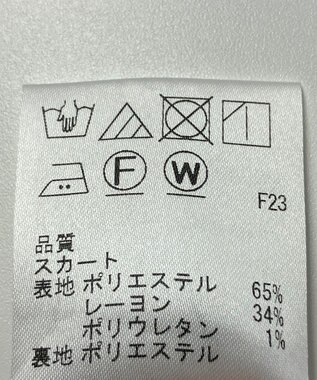 F W
F23
品質
スカート
表地 ポリエステル 65%
レーヨン 34%
ポリウレタン 1%
裏地 ポリエステル